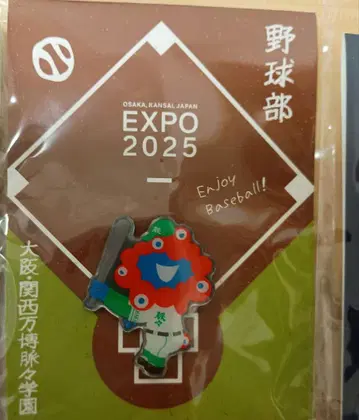 野球部
OSAKA, KANSAI, JAPAN
EXPO
2025
Enjoy
Baseball!
大阪・関西万博脈々学園